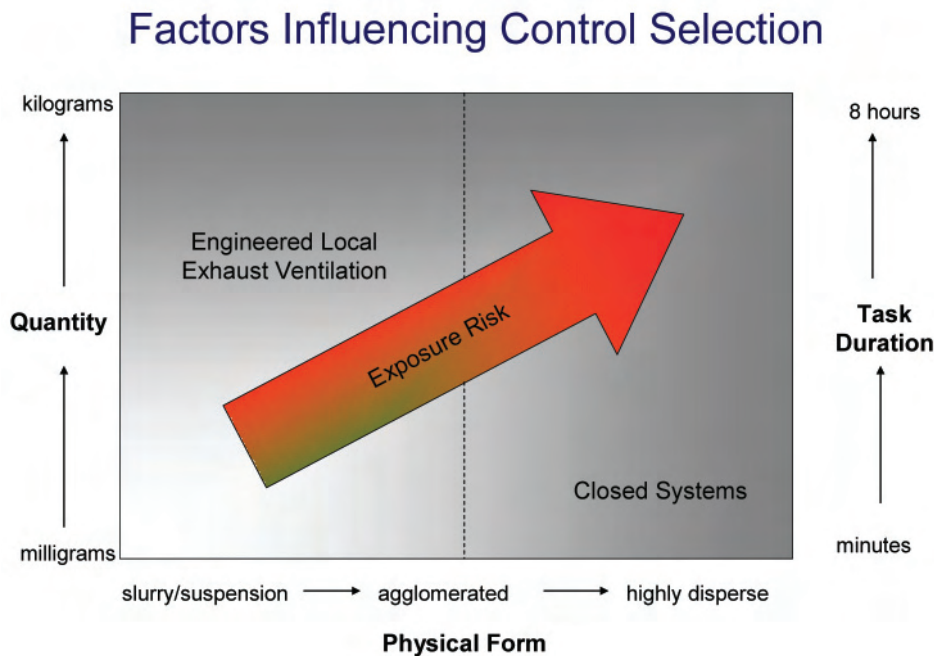 Factors Influencing Control Selection
kilograms
8 hours
Engineered Local
Exhaust Ventilation
Exposure Risk
Quantity
Task
Duration
Closed Systems
milligrams
minutes
slurry/suspension
agglomerated
highly disperse
Physical Form